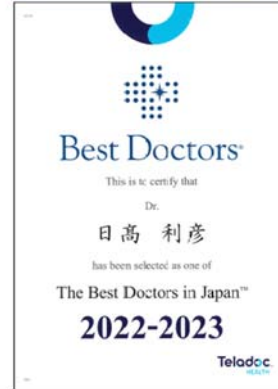 Best Doctors®
This is to certify that
Dr.
日髙 利彦
has been selected as one of
The Best Doctors in Japan™
2022-2023
Teladoc
HEALTH